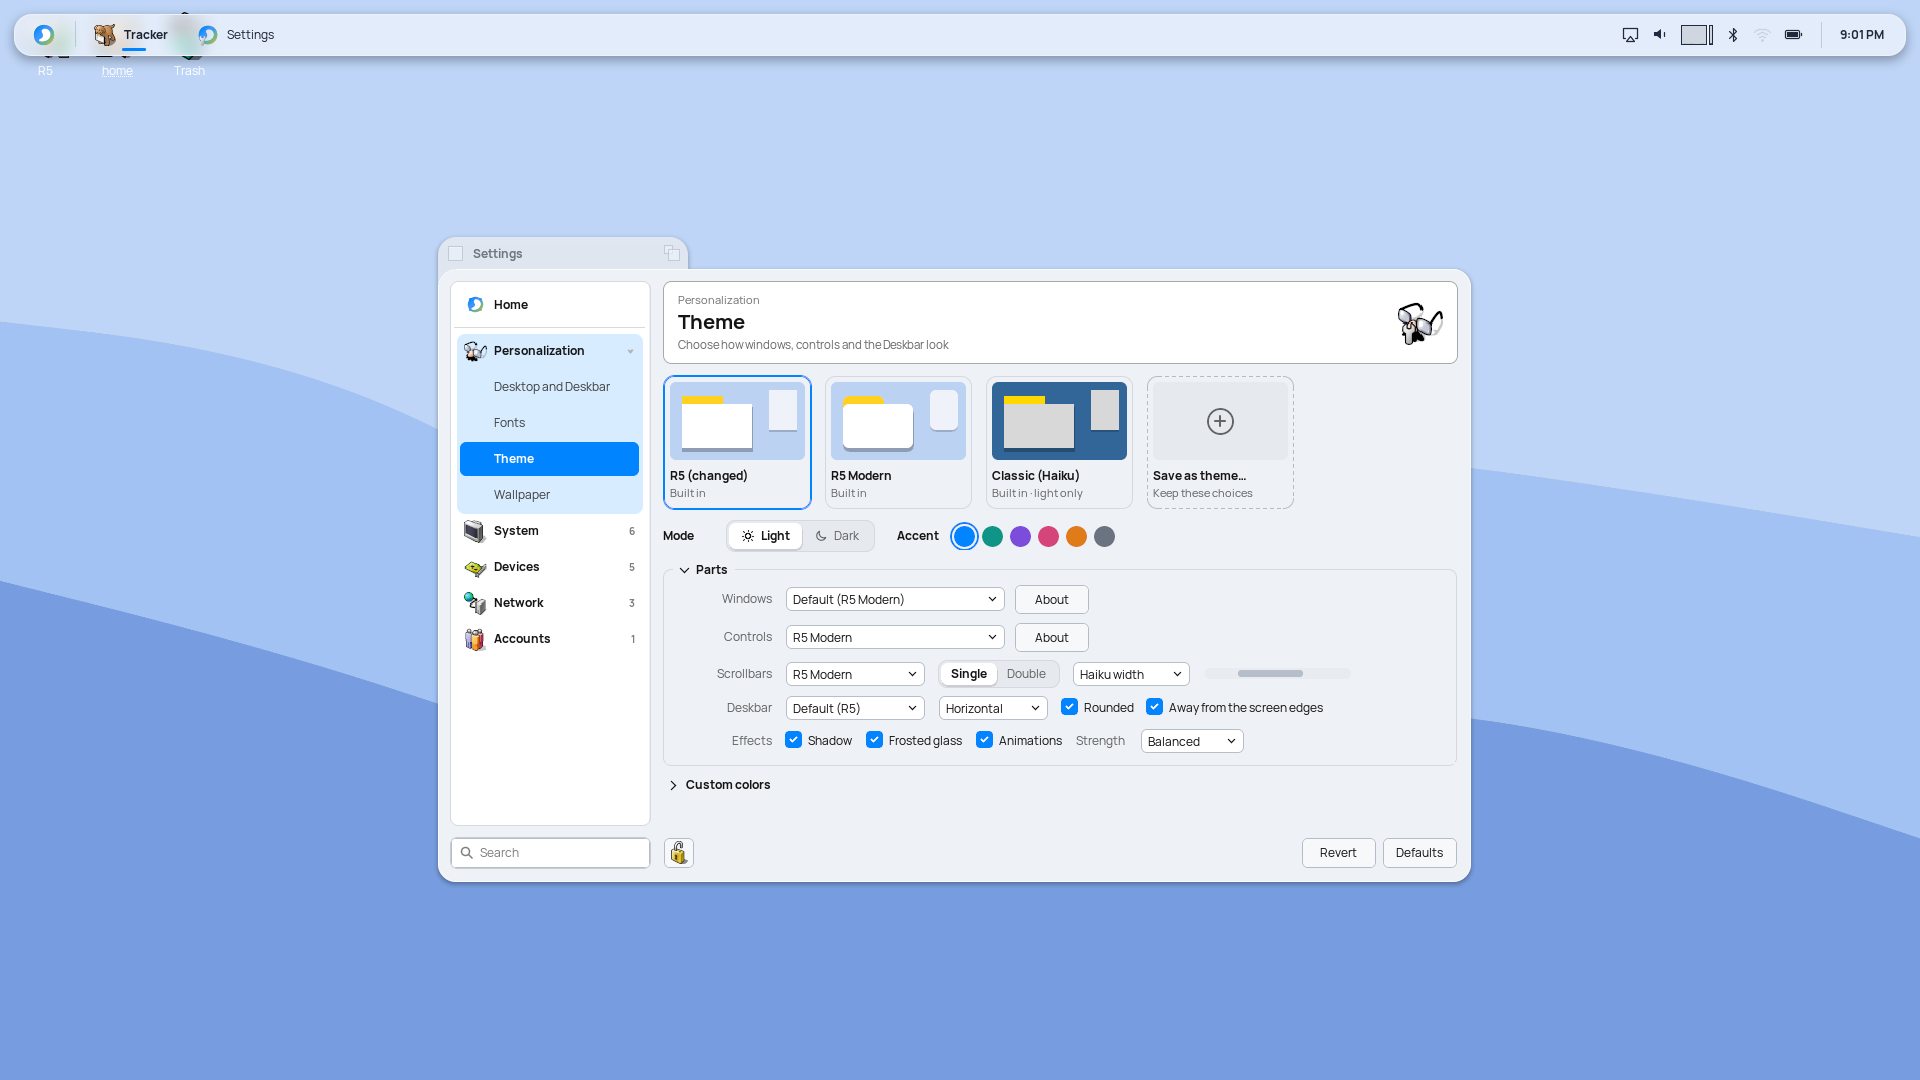 Tracker
Settings
9:01 PM
R5
home
Trash
Settings
Home
Personalization
Desktop and Deskbar
Fonts
Theme
Wallpaper
System 6
Devices 5
Network 3
Accounts 1
Search
Personalization
Theme
Choose how windows, controls and the Deskbar look
R5 (changed)
Built in
R5 Modern
Built in
Classic (Haiku)
Built in · light only
Save as theme...
Keep these choices
Mode Light Dark Accent
Parts
Windows Default (R5 Modern) About
Controls R5 Modern About
Scrollbars R5 Modern Single Double Haiku width
Deskbar Default (R5) Horizontal Rounded Away from the screen edges
Effects Shadow Frosted glass Animations Strength Balanced
Custom colors
Revert Defaults